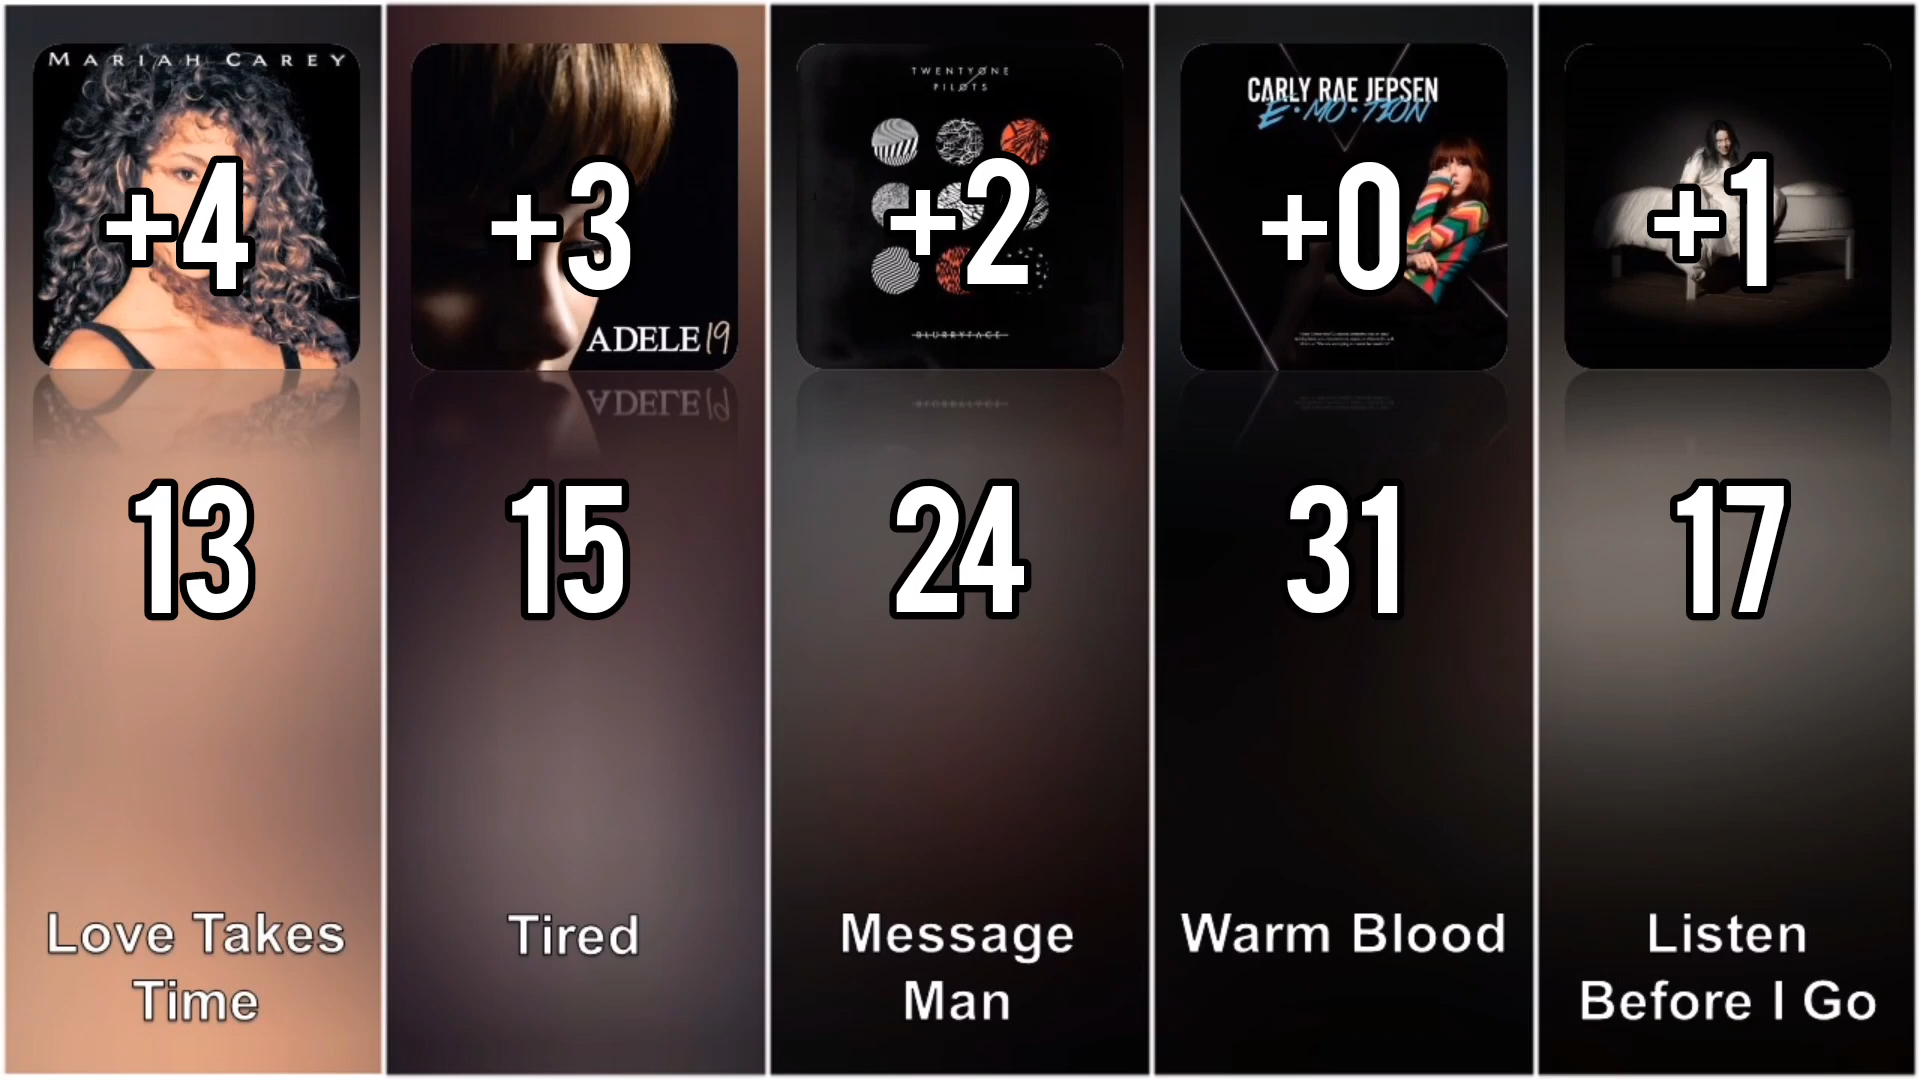 MARIAH CAREY
+4
13
Love Takes
Time
ADELE 19
+3
15
Tired
TWENTY ONE
PILOTS
+2
BLURRYFACE
24
Message
Man
CARLY RAE JEPSEN
E•MO•TION
+0
31
Warm Blood
+1
17
Listen
Before I Go